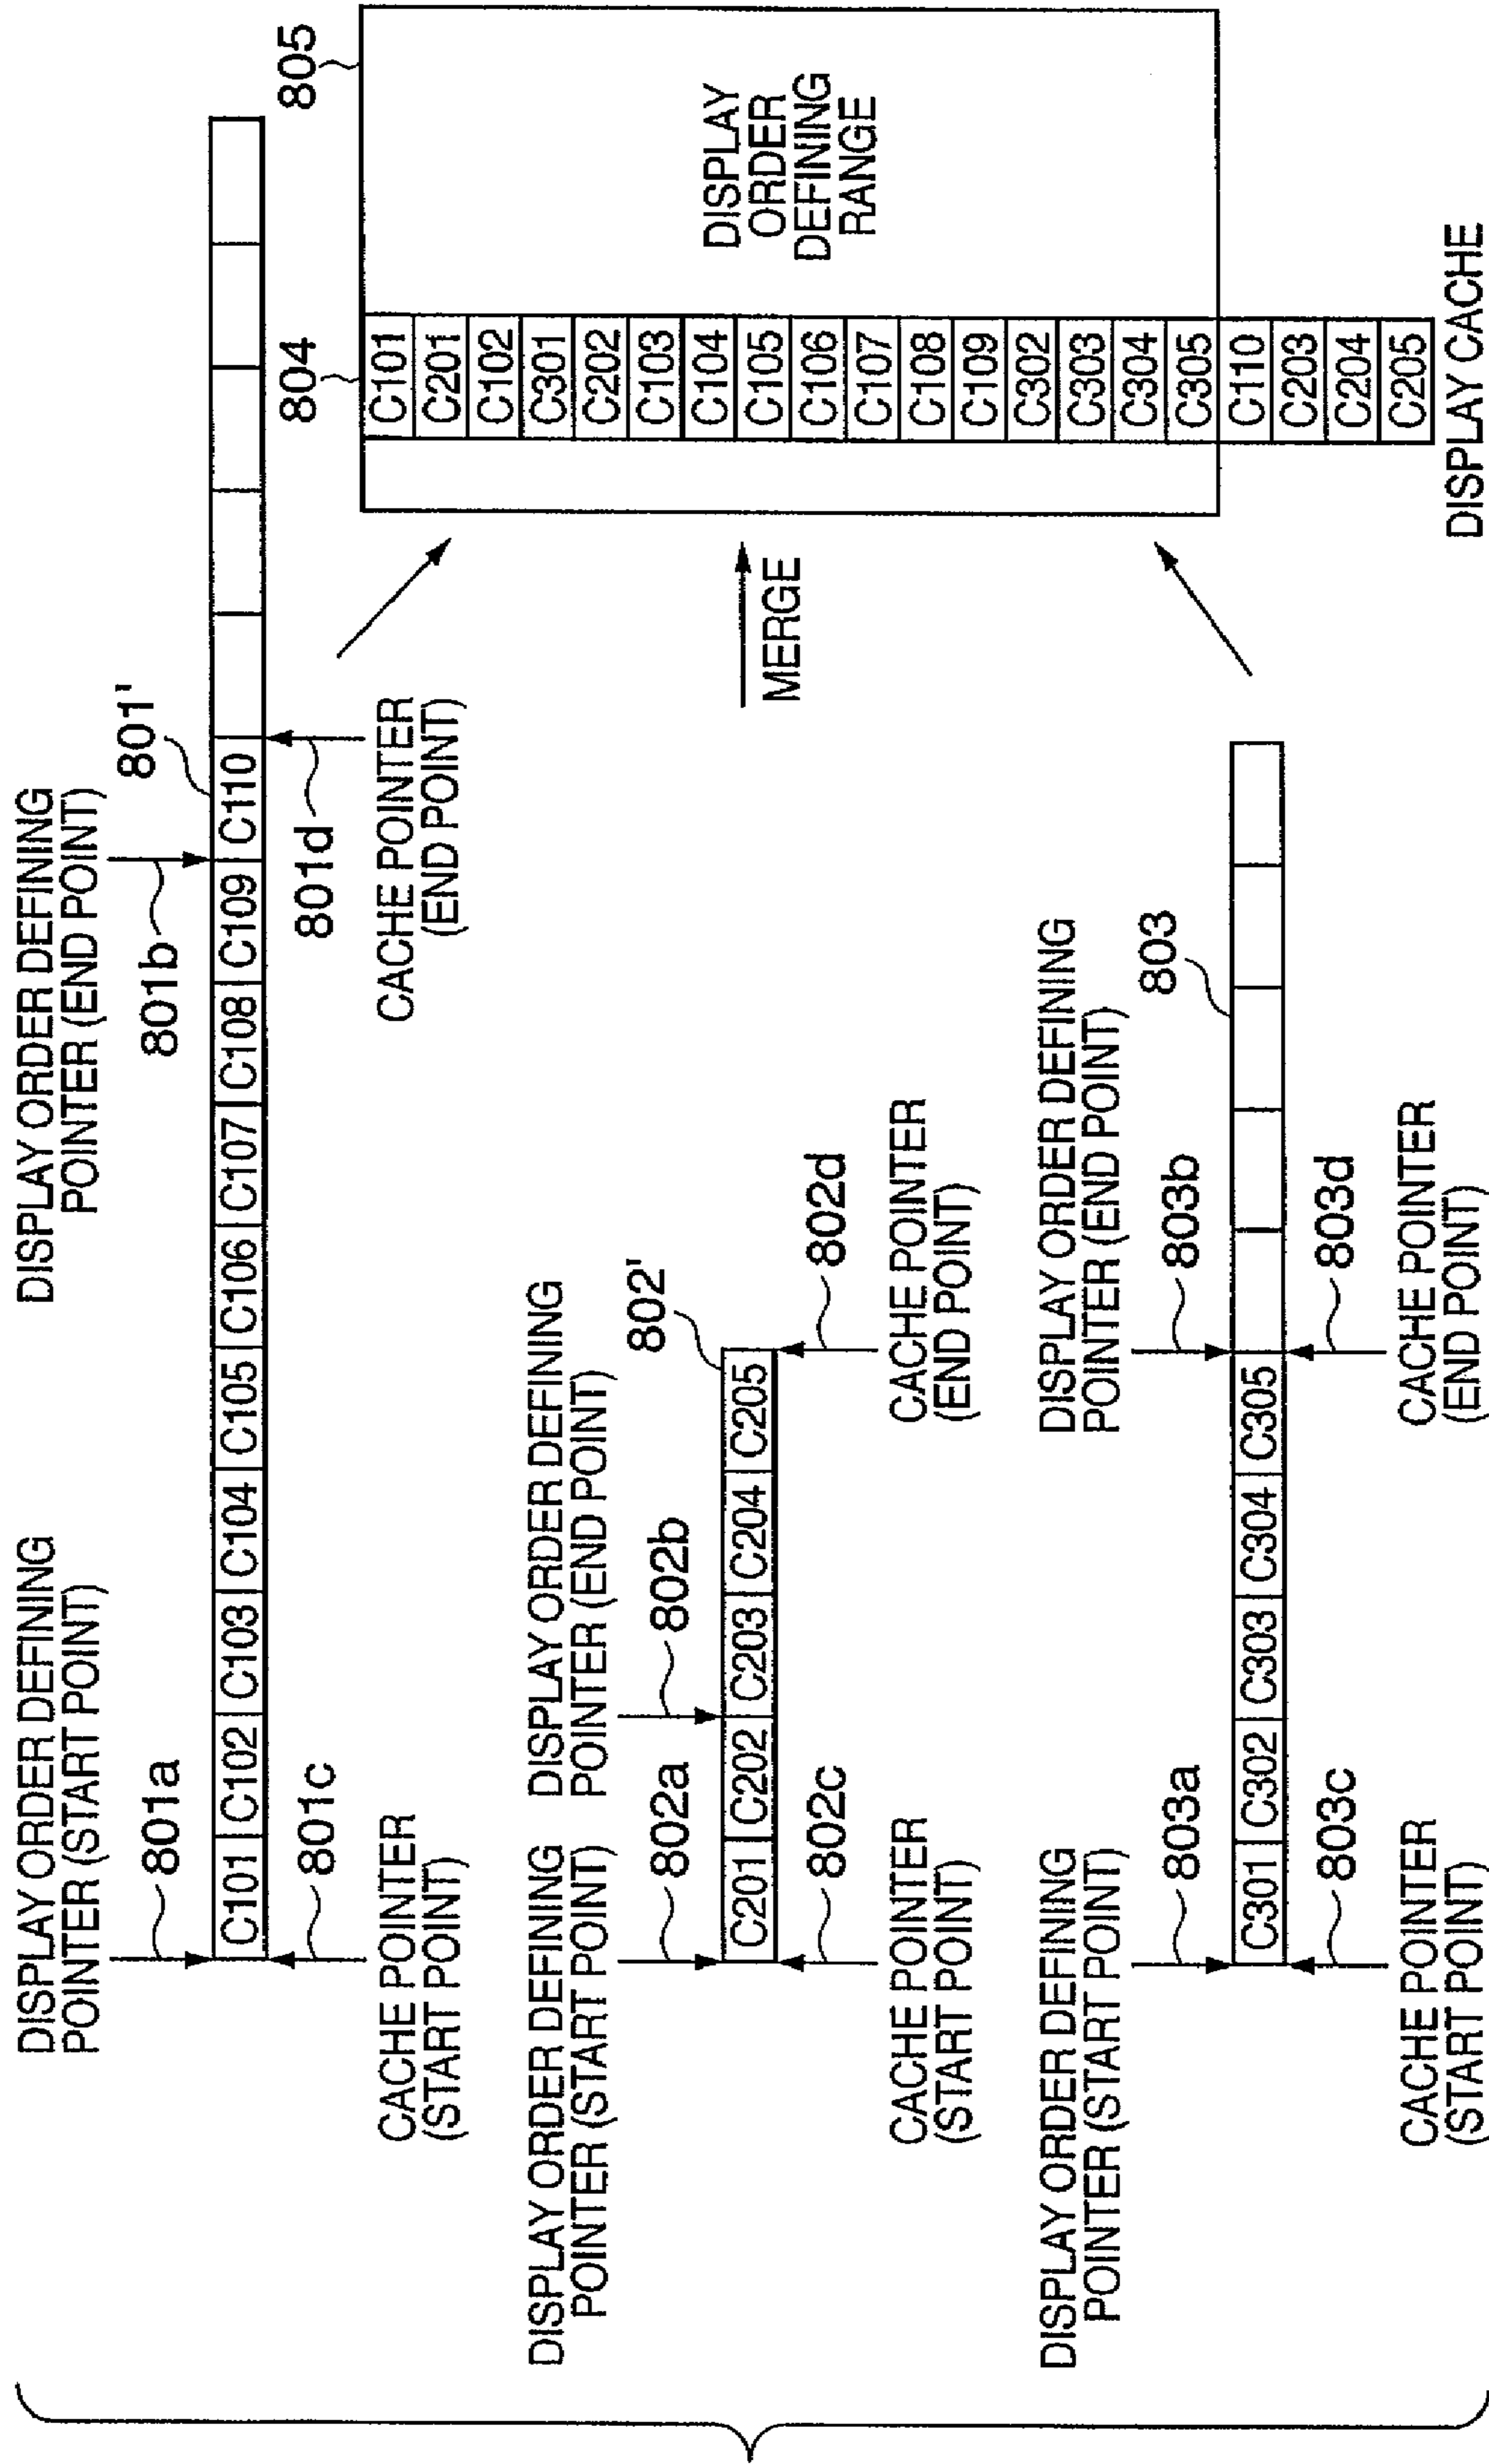 DISPLAY ORDER DEFINING
POINTER (START POINT)
801a
DISPLAY ORDER DEFINING
POINTER (END POINT)
801b
801'
C101
C102
C103
C104
C105
C106
C107
C108
C109
C110
801c
CACHE POINTER
(START POINT)
801d
CACHE POINTER
(END POINT)
DISPLAY ORDER DEFINING
POINTER (START POINT)
802a
DISPLAY ORDER DEFINING
POINTER (END POINT)
802b
802'
C201
C202
C203
C204
C205
802c
CACHE POINTER
(START POINT)
802d
CACHE POINTER
(END POINT)
DISPLAY ORDER DEFINING
POINTER (START POINT)
803a
DISPLAY ORDER DEFINING
POINTER (END POINT)
803b
803
C301
C302
C303
C304
C305
803c
CACHE POINTER
(START POINT)
803d
CACHE POINTER
(END POINT)
MERGE
804
805
C101
C201
C102
C301
C202
C103
C104
C105
C106
C107
C108
C109
C302
C303
C304
C305
C110
C203
C204
C205
DISPLAY
ORDER
DEFINING
RANGE
DISPLAY CACHE